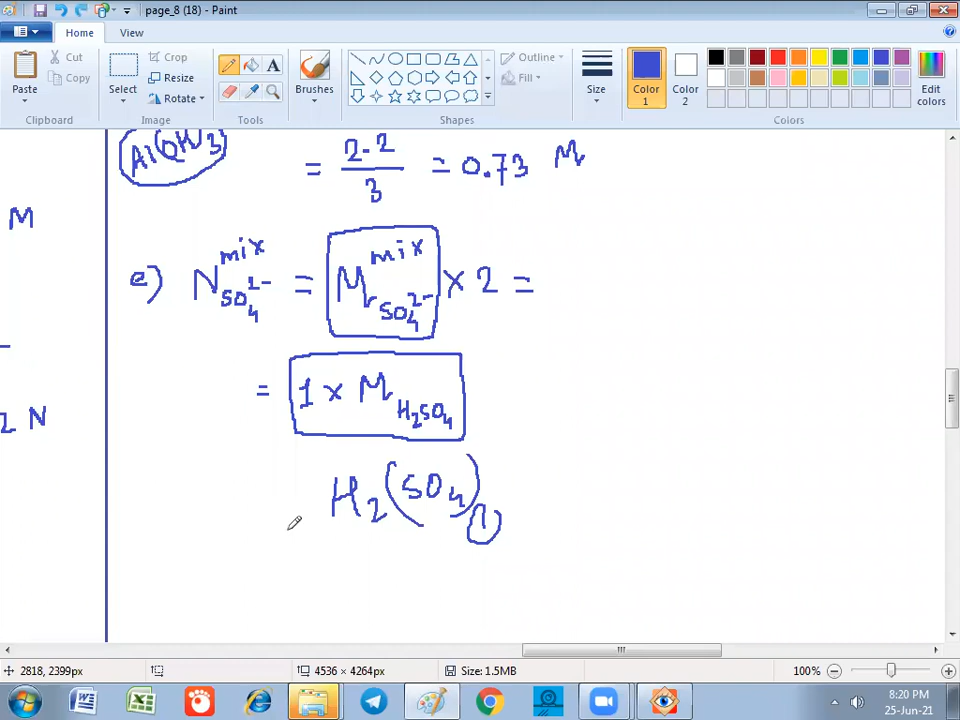 page_8 (18) - Paint
Home View
Cut
Copy
Paste
Clipboard
Crop
Resize
Rotate
Select
Image
Tools
Brushes
Shapes
Outline
Fill
Size
Color 1
Color 2
Edit colors
Colors
Al(OH)3
= 2.2 / 3 = 0.73 M
M
e) N mix SO4 2- = M mix SO4 2- × 2 =
= 1 × M H2SO4
2 N
H2(SO4)1
2818, 2399px
4536 × 4264px
Size: 1.5MB
100%
8:20 PM
25-Jun-21